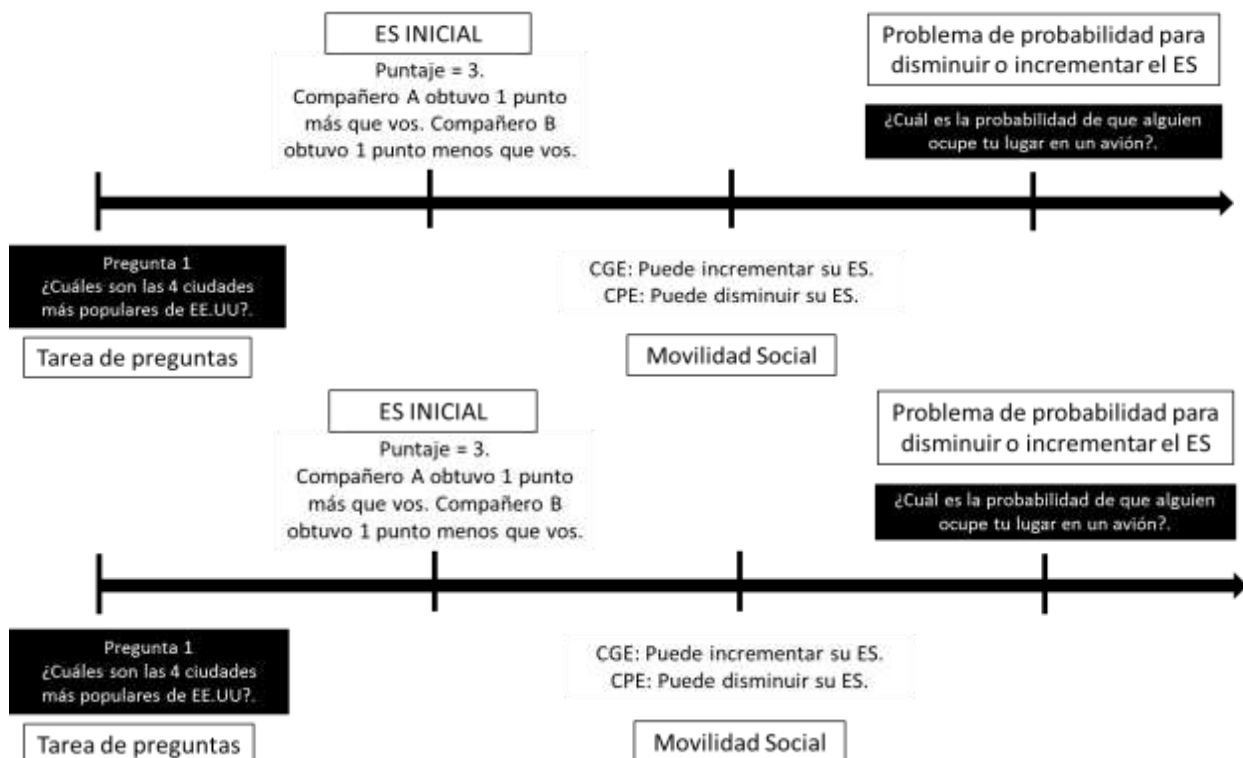 ES INICIAL
Puntaje = 3.
Compañero A obtuvo 1 punto
más que vos. Compañero B
obtuvo 1 punto menos que vos.
Problema de probabilidad para
disminuir o incrementar el ES
¿Cuál es la probabilidad de que alguien
ocupe tu lugar en un avión?.
Pregunta 1
¿Cuáles son las 4 ciudades
más populares de EE.UU?.
Tarea de preguntas
CGE: Puede incrementar su ES.
CPE: Puede disminuir su ES.
Movilidad Social
ES INICIAL
Puntaje = 3.
Compañero A obtuvo 1 punto
más que vos. Compañero B
obtuvo 1 punto menos que vos.
Problema de probabilidad para
disminuir o incrementar el ES
¿Cuál es la probabilidad de que alguien
ocupe tu lugar en un avión?.
Pregunta 1
¿Cuáles son las 4 ciudades
más populares de EE.UU?.
Tarea de preguntas
CGE: Puede incrementar su ES.
CPE: Puede disminuir su ES.
Movilidad Social